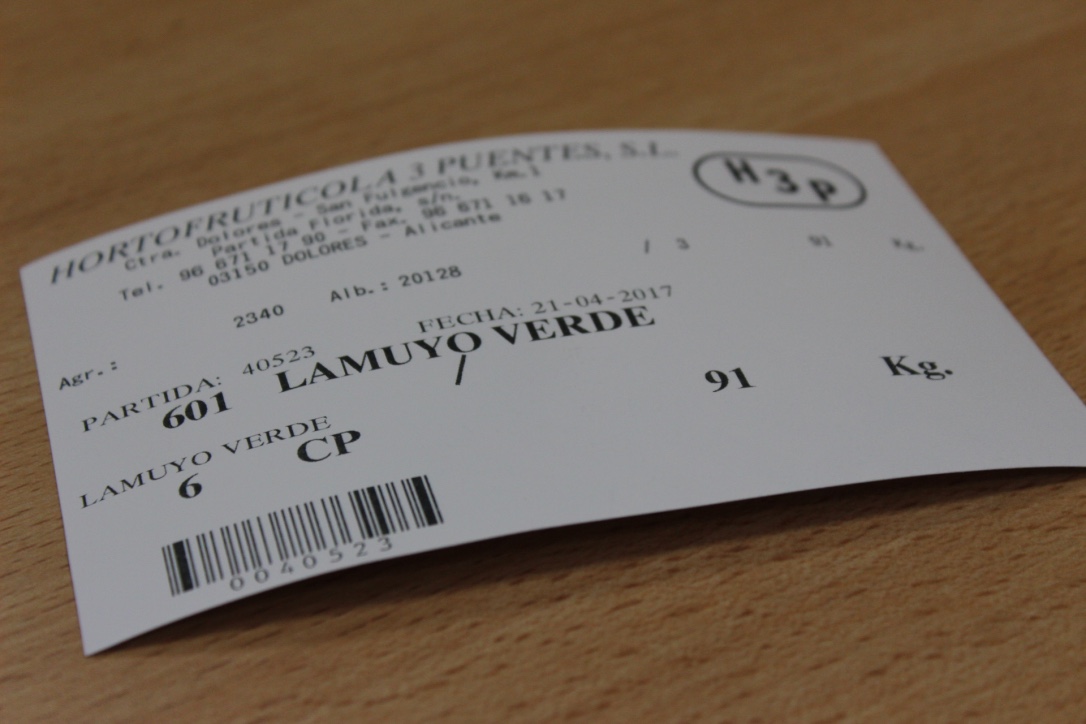 HORTOFRUTICOLA 3 PUENTES, S.L.
H3P
Ctra. Dolores - San Fulgencio, Km.1
Partida Florida, s/n.
Tel. 96 671 17 90 - Fax. 96 671 16 17
03150 DOLORES - Alicante
Agr.: 2340 Alb.: 20128 / 3 91 Kg.
PARTIDA: 40523 FECHA: 21-04-2017
601 LAMUYO VERDE
LAMUYO VERDE /
6 CP 91 Kg.
0040523